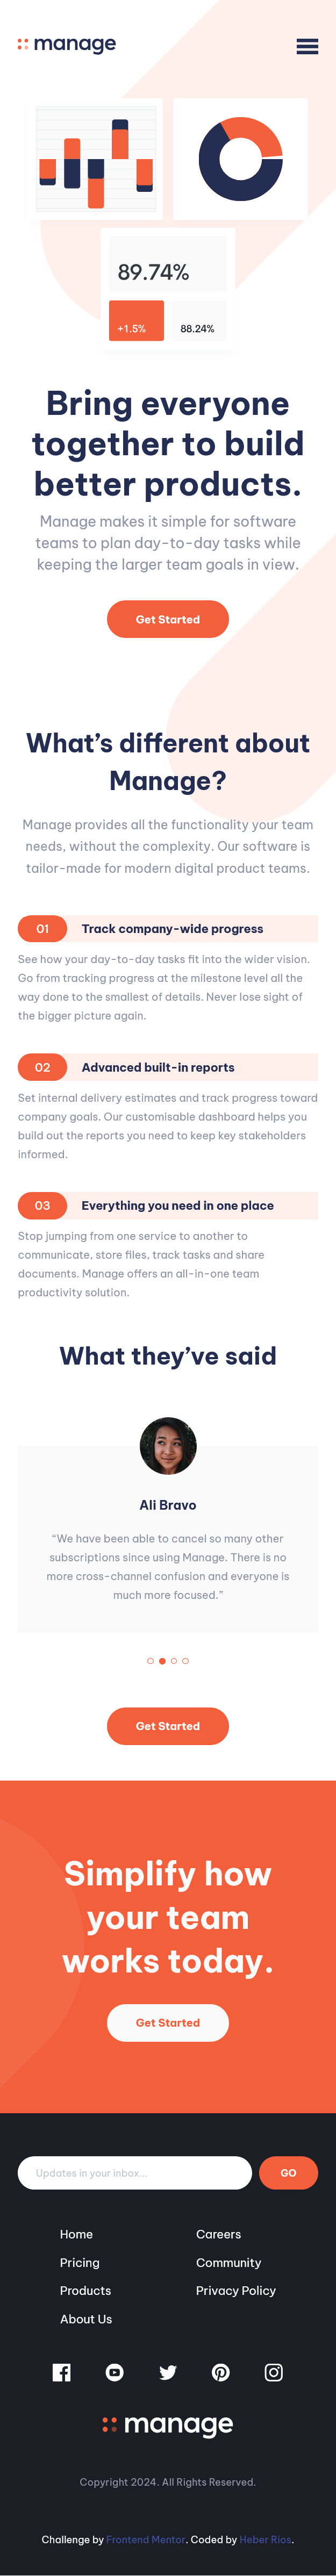 manage
89.74%
+1.5%
88.24%
Bring everyone
together to build
better products.
Manage makes it simple for software
teams to plan day-to-day tasks while
keeping the larger team goals in view.
Get Started
What’s different about
Manage?
Manage provides all the functionality your team
needs, without the complexity. Our software is
tailor-made for modern digital product teams.
01 Track company-wide progress
See how your day-to-day tasks fit into the wider vision.
Go from tracking progress at the milestone level all the
way done to the smallest of details. Never lose sight of
the bigger picture again.
02 Advanced built-in reports
Set internal delivery estimates and track progress toward
company goals. Our customisable dashboard helps you
build out the reports you need to keep key stakeholders
informed.
03 Everything you need in one place
Stop jumping from one service to another to
communicate, store files, track tasks and share
documents. Manage offers an all-in-one team
productivity solution.
What they’ve said
Ali Bravo
“We have been able to cancel so many other
subscriptions since using Manage. There is no
more cross-channel confusion and everyone is
much more focused.”
Get Started
Simplify how
your team
works today.
Get Started
Updates in your inbox...
GO
Home
Pricing
Products
About Us
Careers
Community
Privacy Policy
manage
Copyright 2024. All Rights Reserved.
Challenge by Frontend Mentor. Coded by Heber Rios.